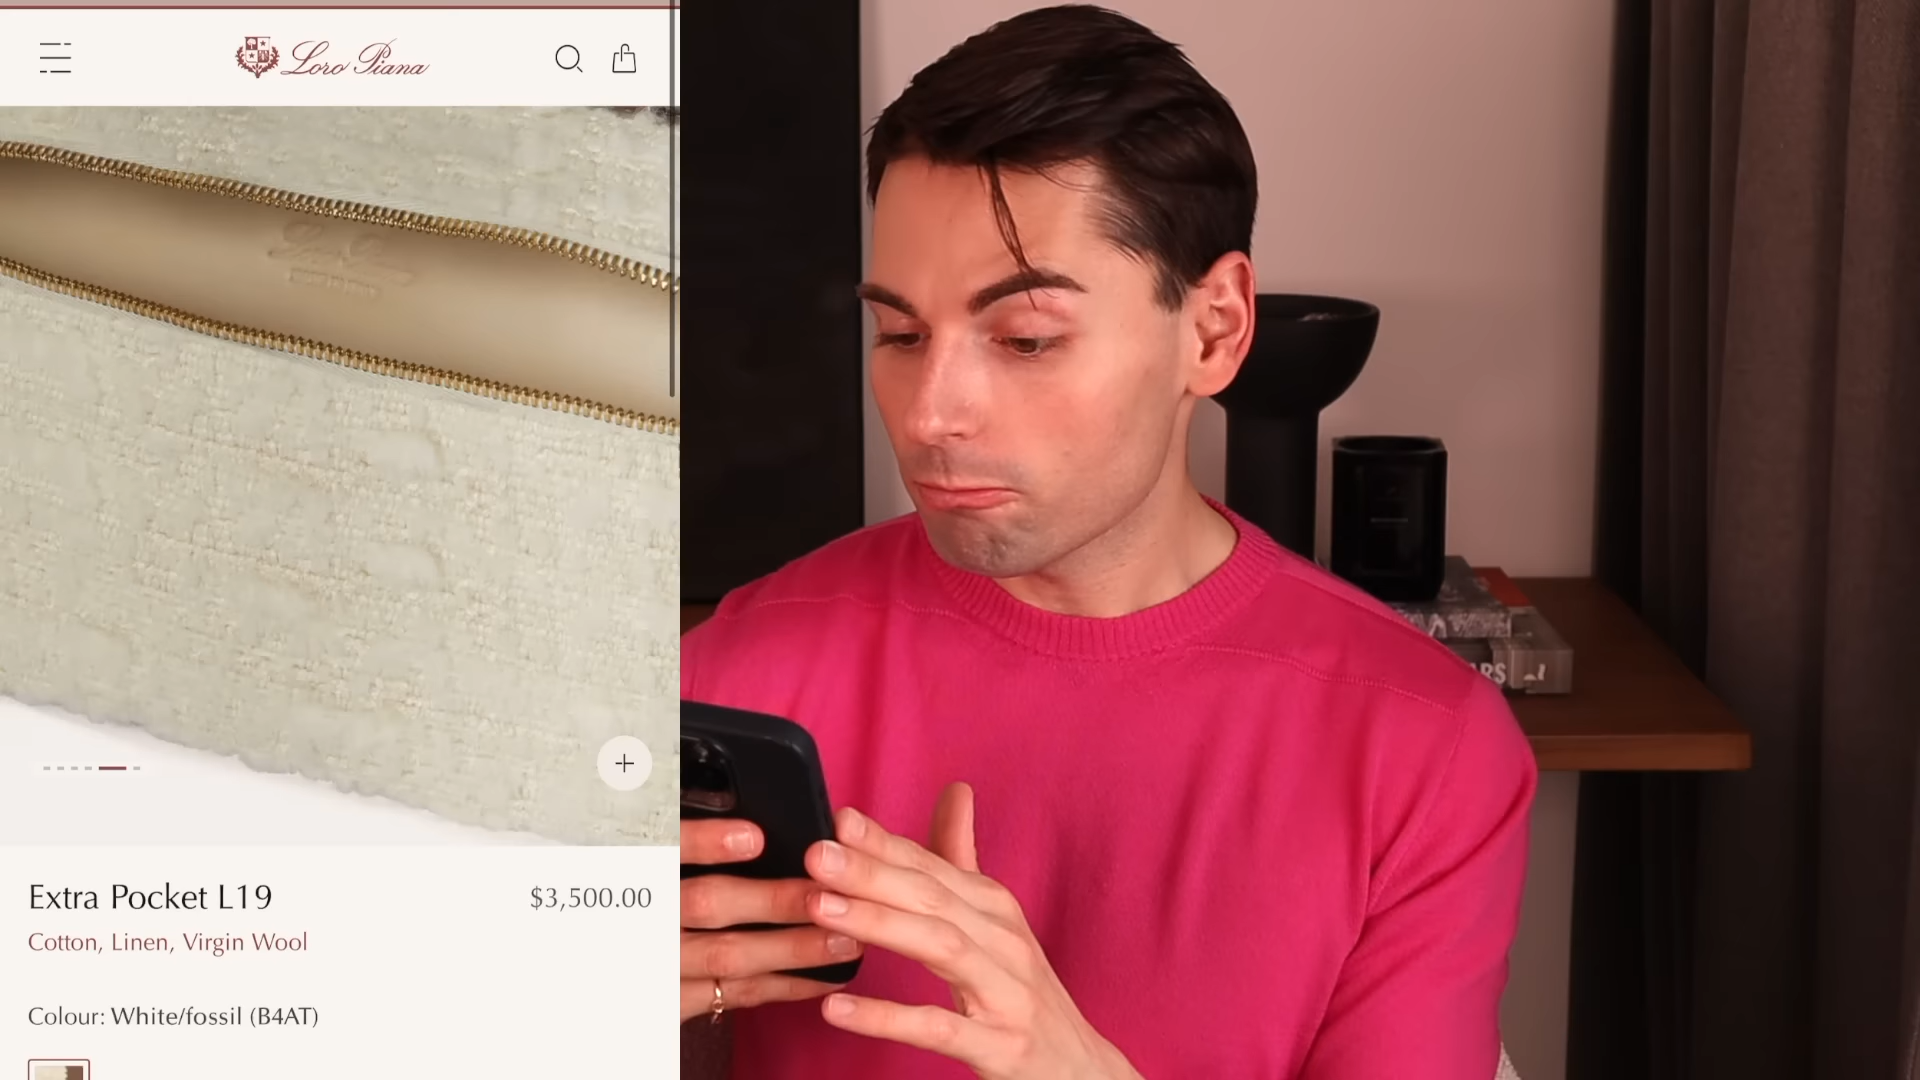 Loro Piana
Extra Pocket L19
$3,500.00
Cotton, Linen, Virgin Wool
Colour: White/fossil (B4AT)